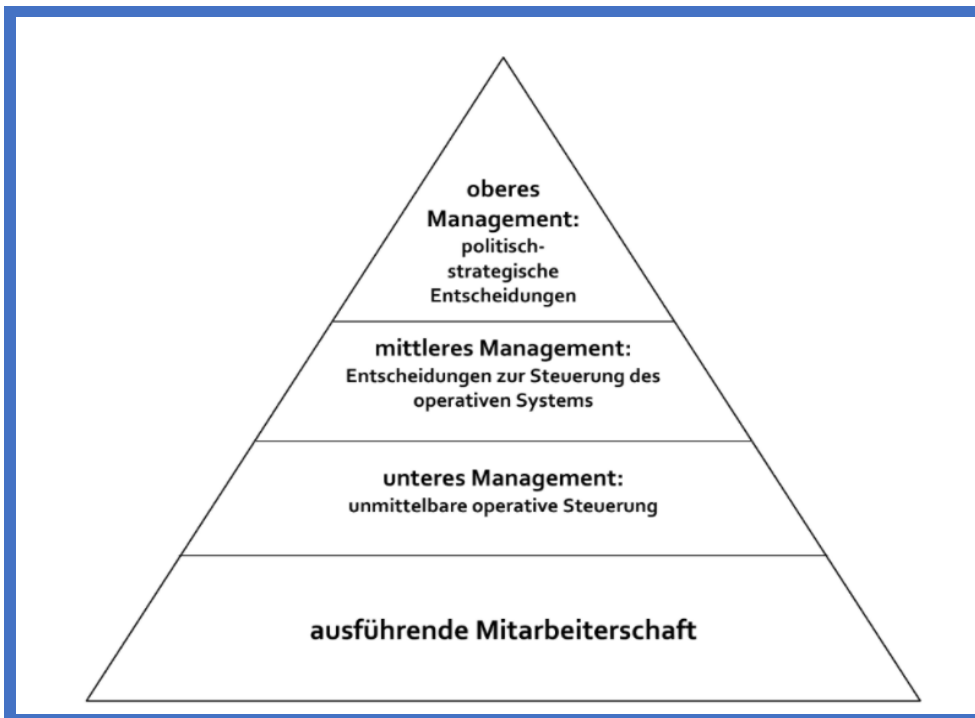 oberes
Management:
politisch-
strategische
Entscheidungen
mittleres Management:
Entscheidungen zur Steuerung des
operativen Systems
unteres Management:
unmittelbare operative Steuerung
ausführende Mitarbeiterschaft